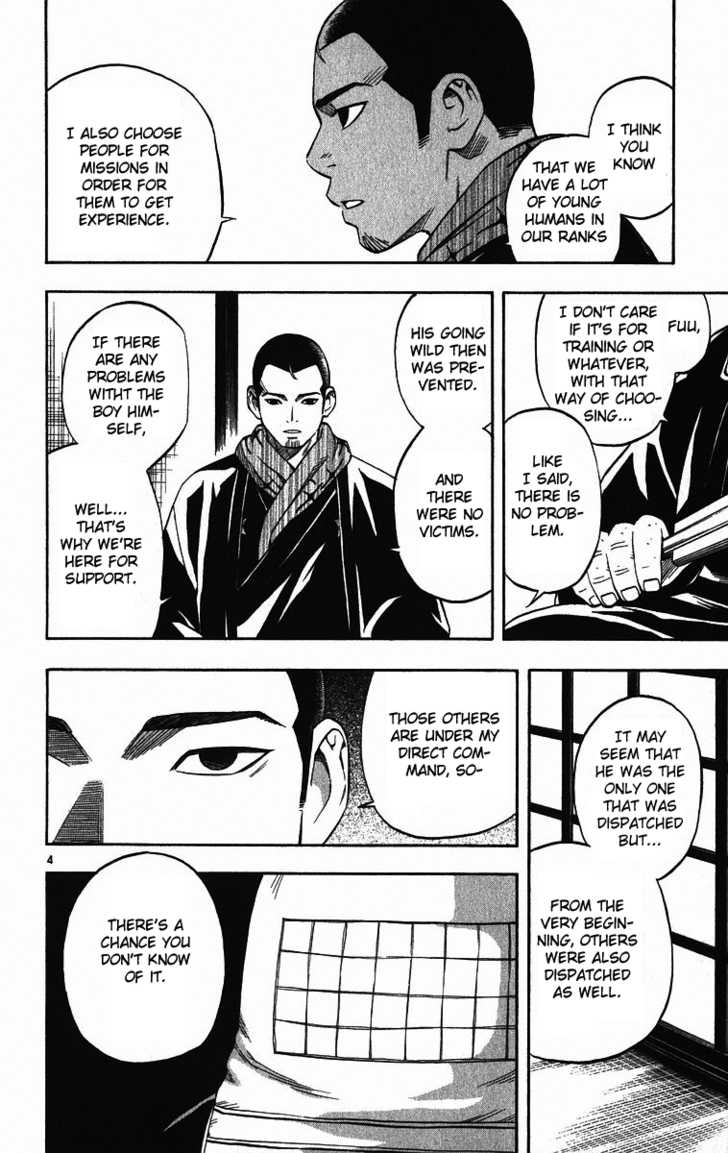 I THINK
YOU
KNOW
THAT WE
HAVE A LOT
OF YOUNG
HUMANS IN
OUR RANKS
I ALSO CHOOSE
PEOPLE FOR
MISSIONS IN
ORDER FOR
THEM TO GET
EXPERIENCE.
FUU,
I DON'T CARE
IF IT'S FOR
TRAINING OR
WHATEVER,
WITH THAT
WAY OF CHOO-
SING...
LIKE
I SAID,
THERE IS
NO PROB-
LEM.
HIS GOING
WILD THEN
WAS PRE-
VENTED.
AND
THERE
WERE NO
VICTIMS.
IF THERE
ARE ANY
PROBLEMS
WITHT THE
BOY HIM-
SELF,
WELL...
THAT'S
WHY WE'RE
HERE FOR
SUPPORT.
IT MAY
SEEM THAT
HE WAS THE
ONLY ONE
THAT WAS
DISPATCHED
BUT...
FROM THE
VERY BEGIN-
NING, OTHERS
WERE ALSO
DISPATCHED
AS WELL.
THOSE OTHERS
ARE UNDER MY
DIRECT COM-
MAND, SO-
THERE'S A
CHANCE YOU
DON'T KNOW
OF IT.
4